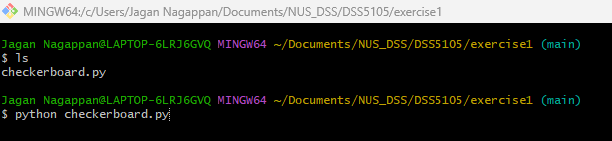 MINGW64:/c/Users/Jagan Nagappan/Documents/NUS_DSS/DSS5105/exercise1
Jagan Nagappan@LAPTOP-6LRJ6GVQ MINGW64 ~/Documents/NUS_DSS/DSS5105/exercise1 (main)
$ ls
checkerboard.py
Jagan Nagappan@LAPTOP-6LRJ6GVQ MINGW64 ~/Documents/NUS_DSS/DSS5105/exercise1 (main)
$ python checkerboard.py